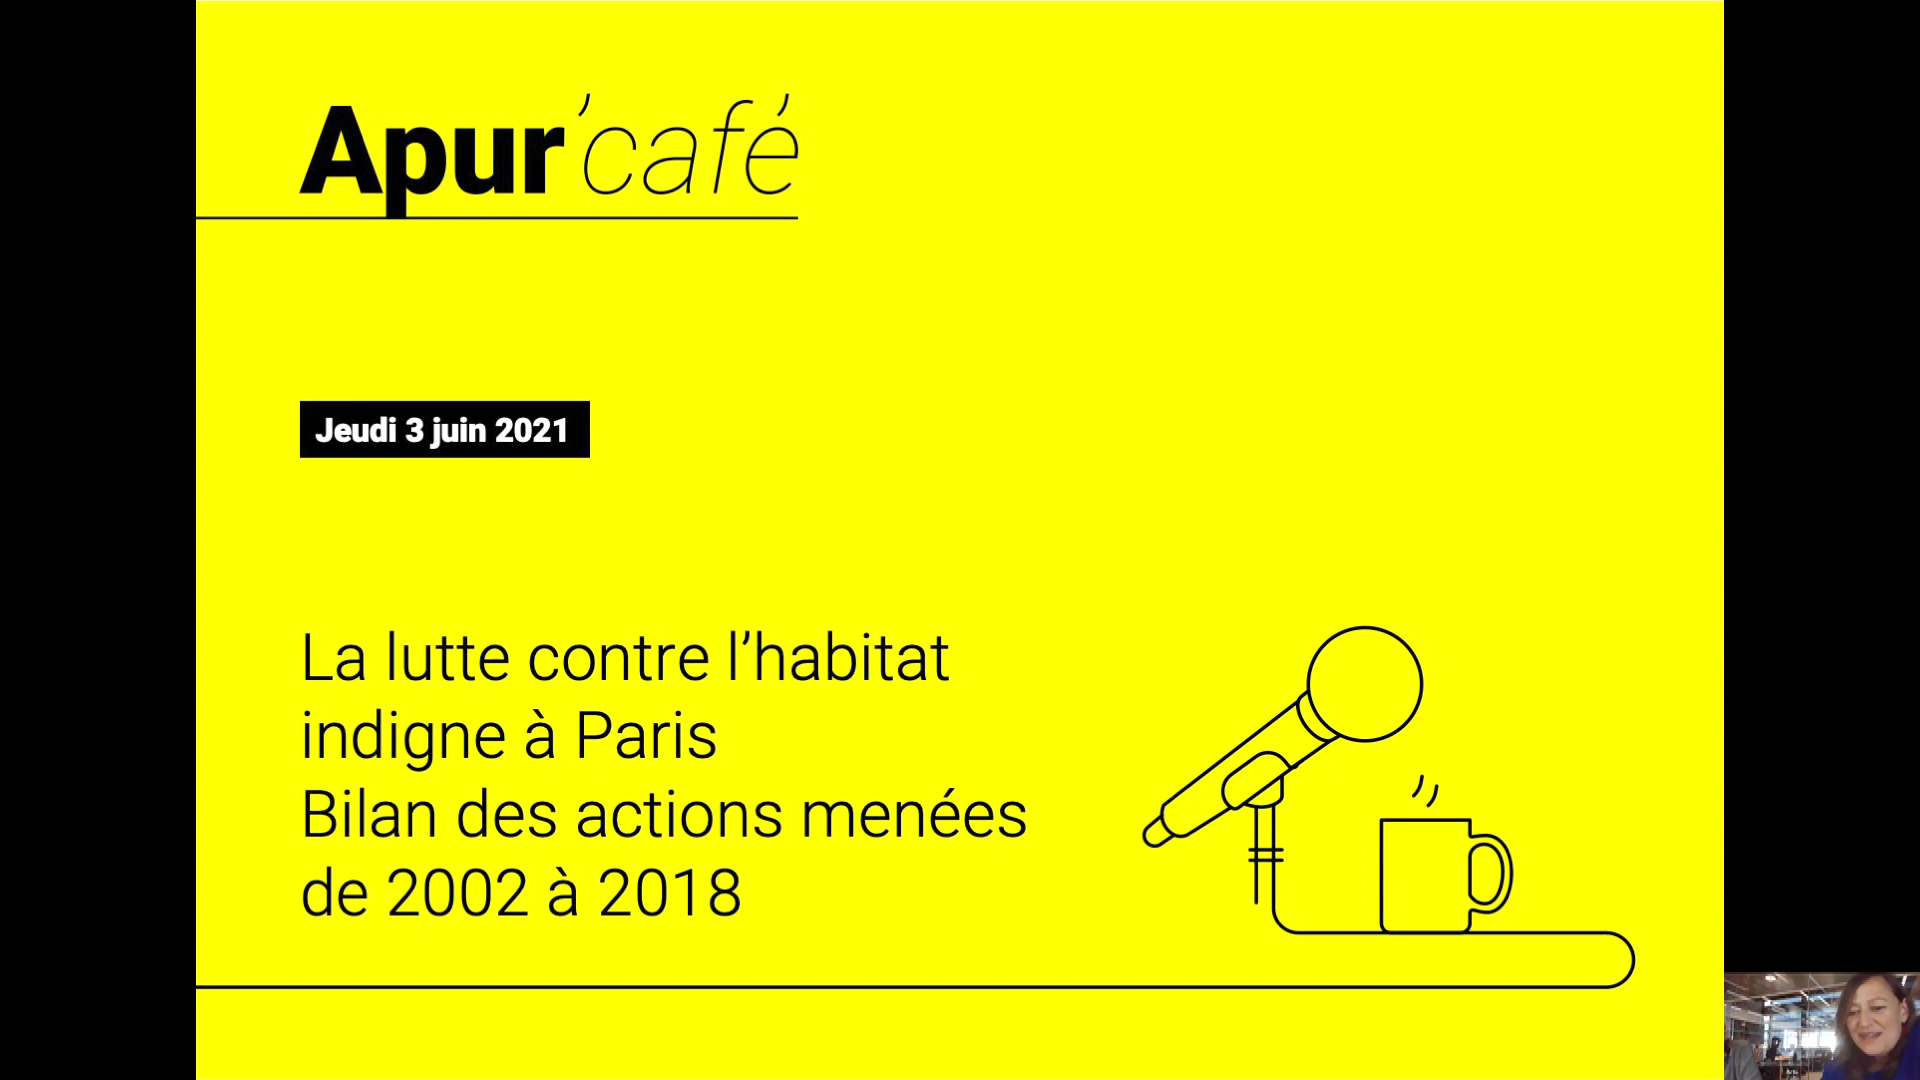 Apur’café
Jeudi 3 juin 2021
La lutte contre l’habitat
indigne à Paris
Bilan des actions menées
de 2002 à 2018